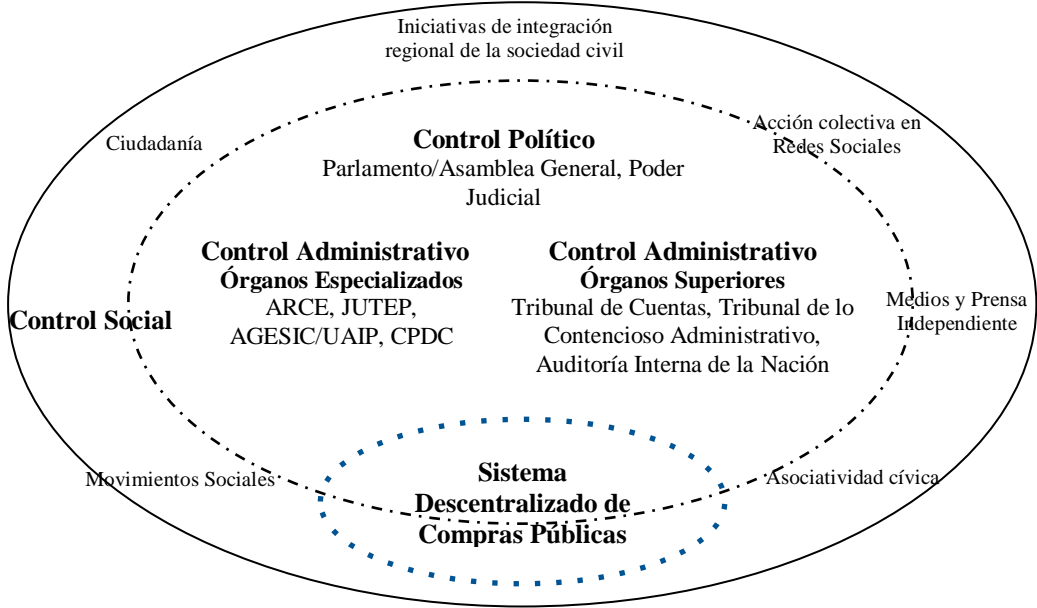 Iniciativas de integración
regional de la sociedad civil
Ciudadanía
Acción colectiva en
Redes Sociales
Control Político
Parlamento/Asamblea General, Poder
Judicial
Control Administrativo
Órganos Especializados
ARCE, JUTEP,
AGESIC/UAIP, CPDC
Control Administrativo
Órganos Superiores
Tribunal de Cuentas, Tribunal de lo
Contencioso Administrativo,
Auditoría Interna de la Nación
Control Social
Medios y Prensa
Independiente
Movimientos Sociales
Sistema
Descentralizado de
Compras Públicas
Asociatividad cívica